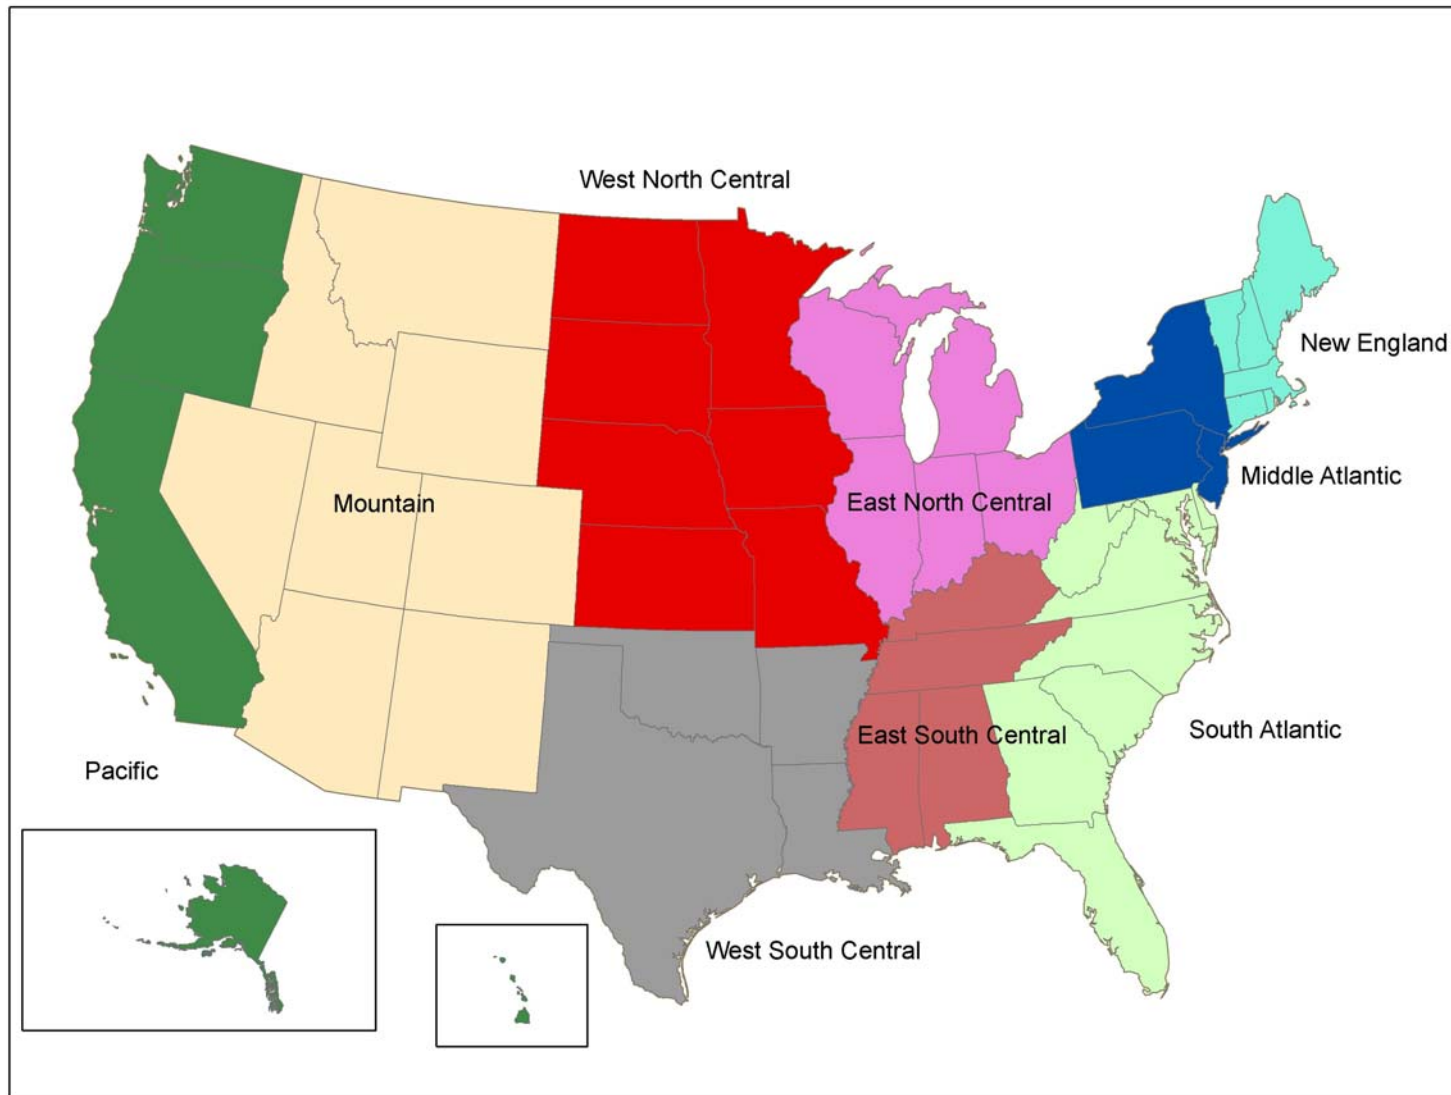 West North Central
New England
Middle Atlantic
East North Central
Mountain
South Atlantic
East South Central
Pacific
West South Central